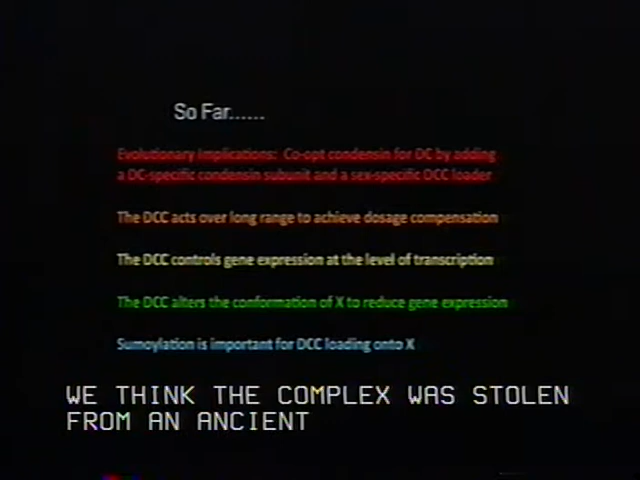 So Far......
Evolutionary Implications: Co-opt condensin for DC by adding
a DC-specific condensin subunit and a sex-specific DCC loader
The DCC acts over long range to achieve dosage compensation
The DCC controls gene expression at the level of transcription
The DCC alters the conformation of X to reduce gene expression
Sumoylation is important for DCC loading onto X
WE THINK THE COMPLEX WAS STOLEN
FROM AN ANCIENT